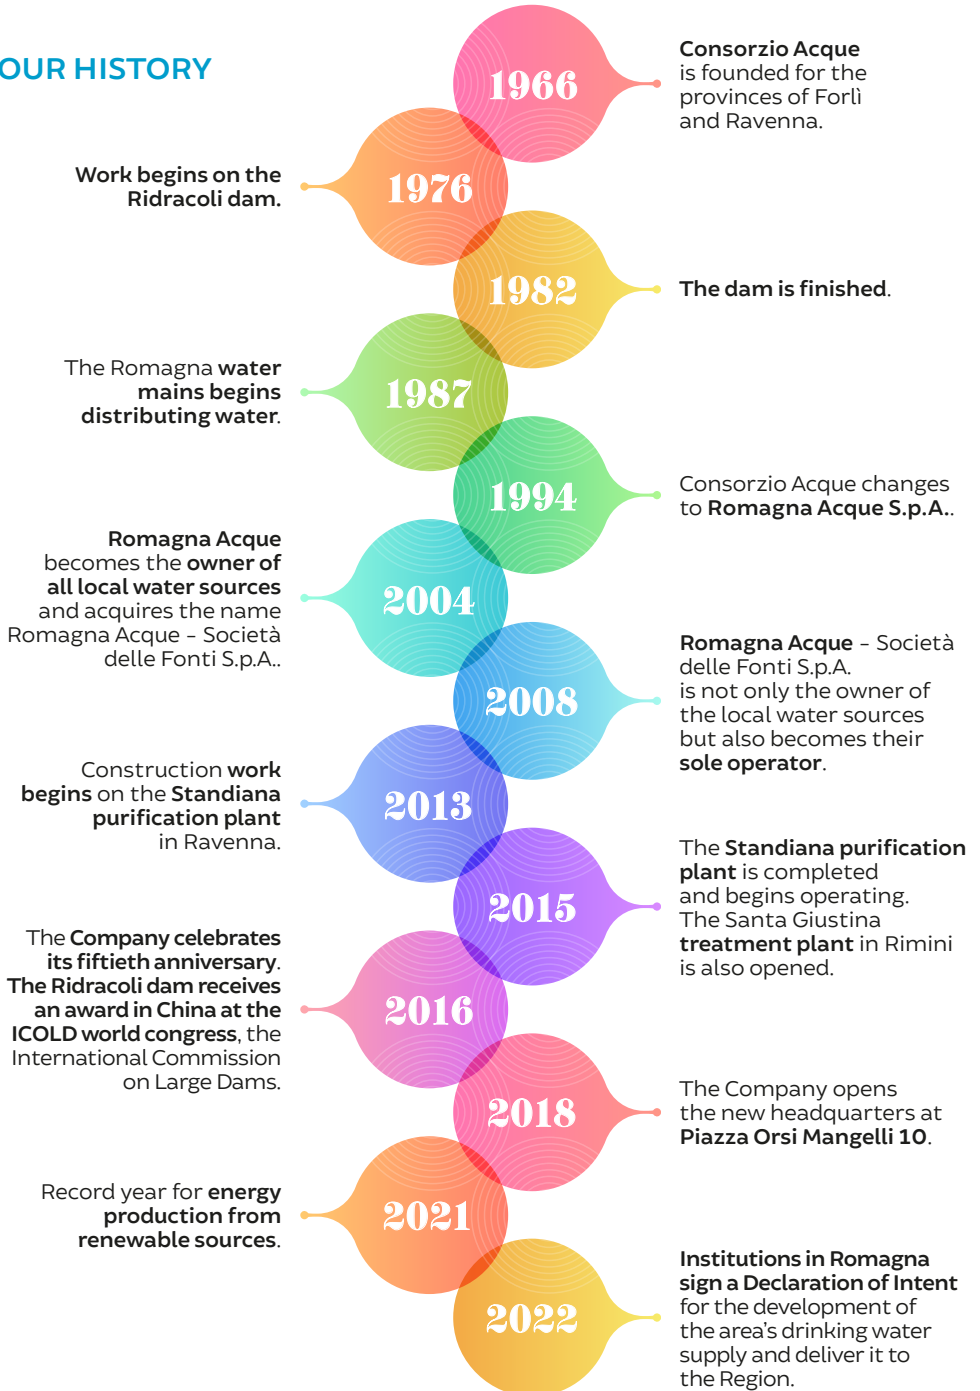 OUR HISTORY
1966
Consorzio Acque
is founded for the
provinces of Forlì
and Ravenna.
1976
Work begins on the
Ridracoli dam.
1982
The dam is finished.
1987
The Romagna water
mains begins
distributing water.
1994
Consorzio Acque changes
to Romagna Acque S.p.A..
2004
Romagna Acque
becomes the owner of
all local water sources
and acquires the name
Romagna Acque - Società
delle Fonti S.p.A..
2008
Romagna Acque - Società
delle Fonti S.p.A.
is not only the owner of
the local water sources
but also becomes their
sole operator.
2013
Construction work
begins on the Standiana
purification plant
in Ravenna.
2015
The Standiana purification
plant is completed
and begins operating.
The Santa Giustina
treatment plant in Rimini
is also opened.
2016
The Company celebrates
its fiftieth anniversary.
The Ridracoli dam receives
an award in China at the
ICOLD world congress, the
International Commission
on Large Dams.
2018
The Company opens
the new headquarters at
Piazza Orsi Mangelli 10.
2021
Record year for energy
production from
renewable sources.
2022
Institutions in Romagna
sign a Declaration of Intent
for the development of
the area's drinking water
supply and deliver it to
the Region.